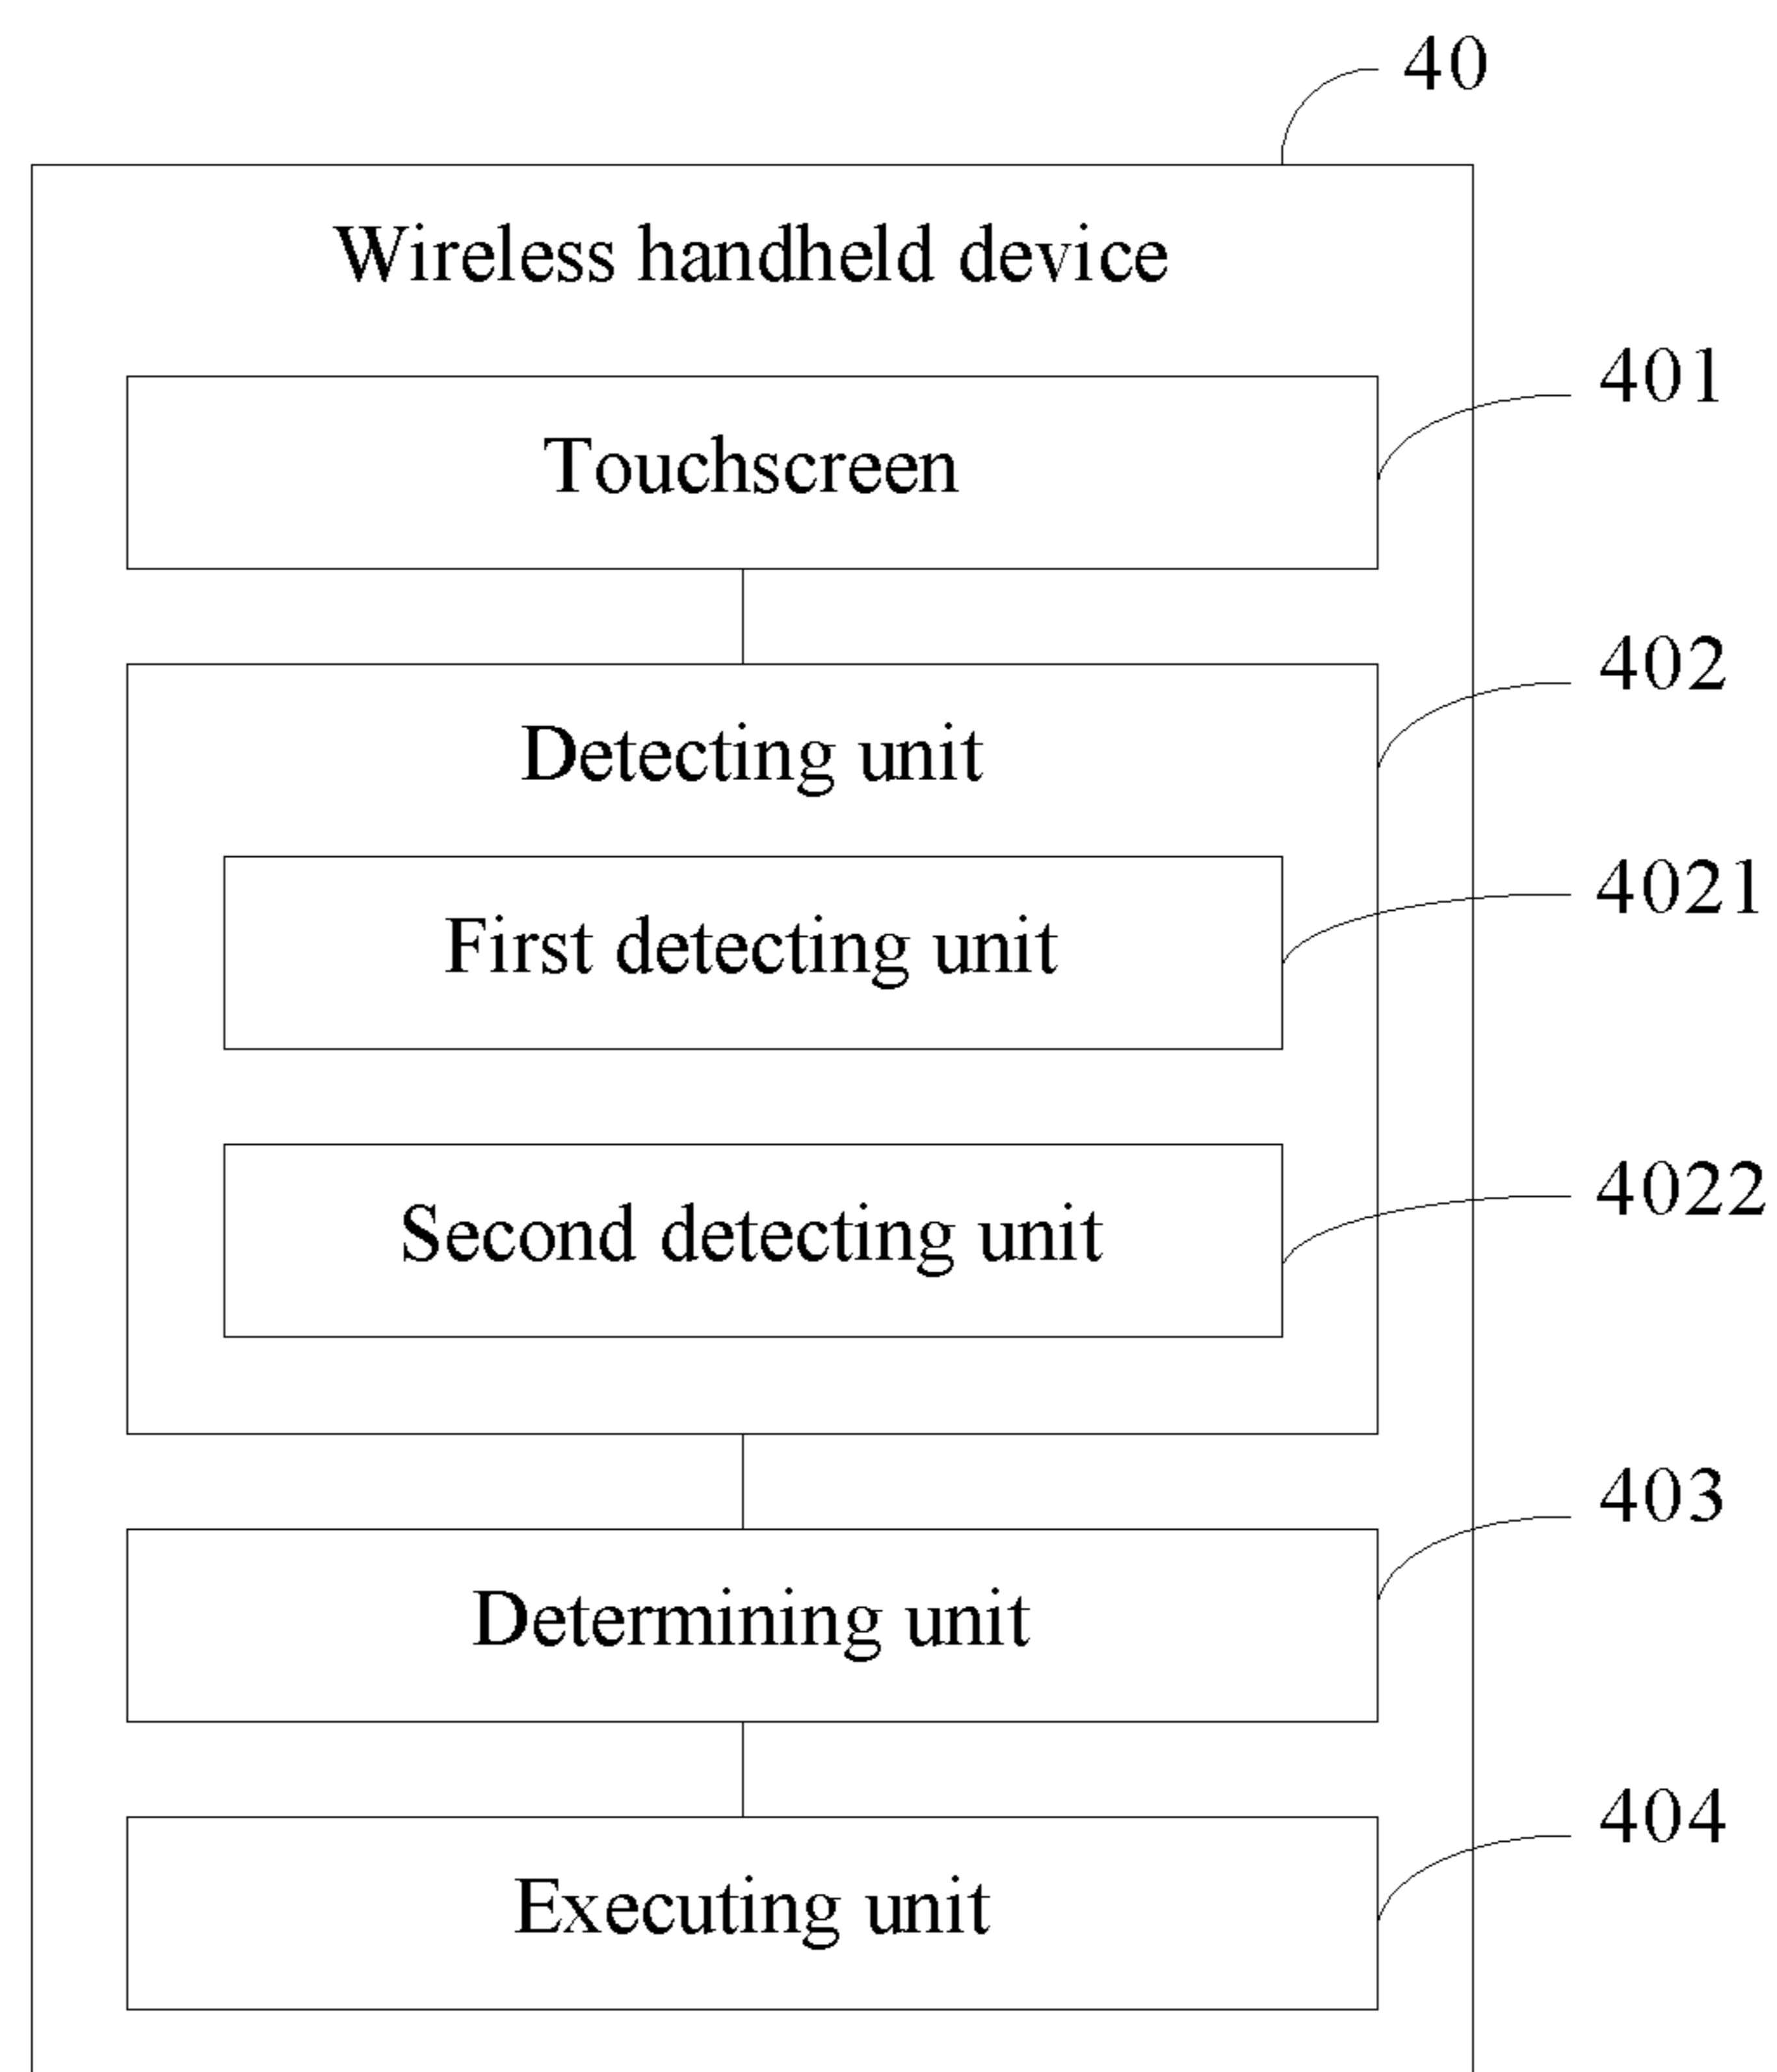 40
Wireless handheld device
401
Touchscreen
402
Detecting unit
4021
First detecting unit
4022
Second detecting unit
403
Determining unit
404
Executing unit